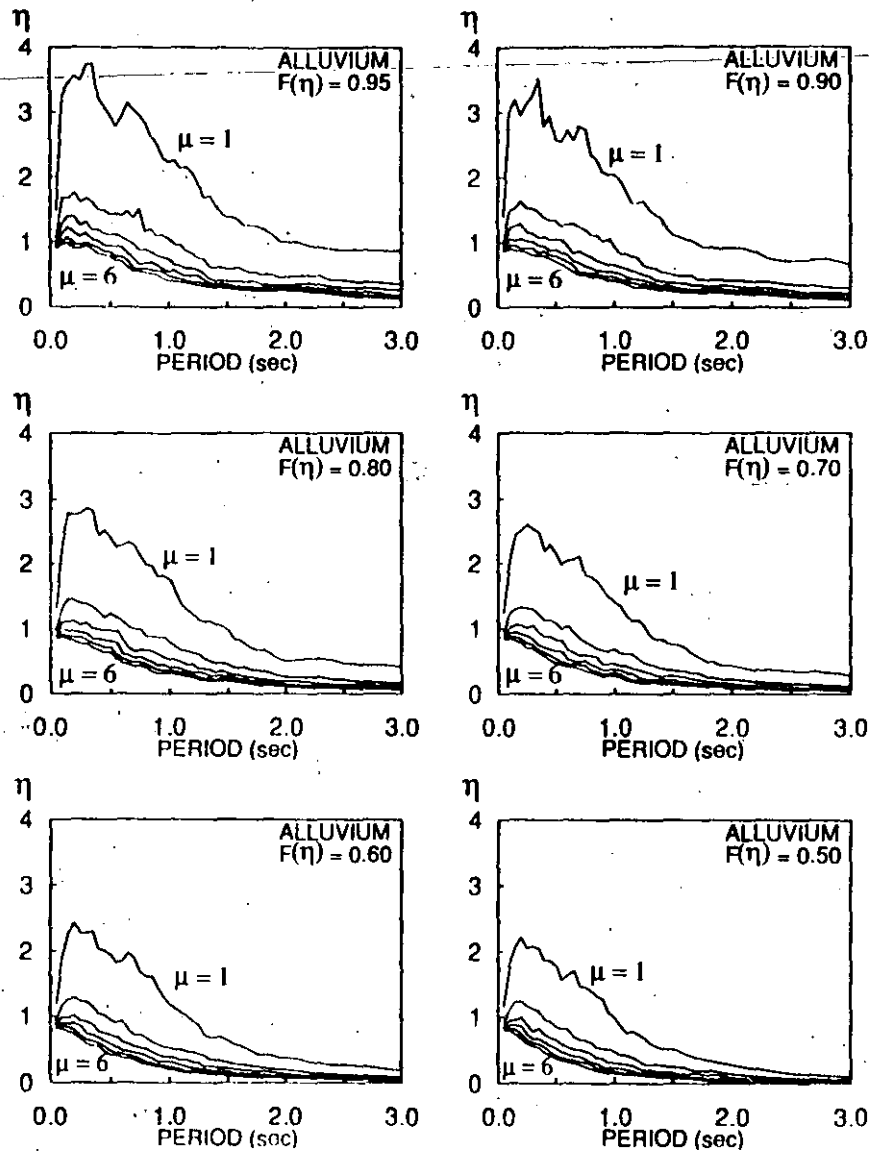 η
4
3
2
1
0
ALLUVIUM
F(η) = 0.95
μ = 1
μ = 6
0.0 1.0 2.0 3.0
PERIOD (sec)
η
4
3
2
1
0
ALLUVIUM
F(η) = 0.90
μ = 1
μ = 6
0.0 1.0 2.0 3.0
PERIOD (sec)
η
4
3
2
1
0
ALLUVIUM
F(η) = 0.80
μ = 1
μ = 6
0.0 1.0 2.0 3.0
PERIOD (sec)
η
4
3
2
1
0
ALLUVIUM
F(η) = 0.70
μ = 1
μ = 6
0.0 1.0 2.0 3.0
PERIOD (sec)
η
4
3
2
1
0
ALLUVIUM
F(η) = 0.60
μ = 1
μ = 6
0.0 1.0 2.0 3.0
PERIOD (sec)
η
4
3
2
1
0
ALLUVIUM
F(η) = 0.50
μ = 1
μ = 6
0.0 1.0 2.0 3.0
PERIOD (sec)